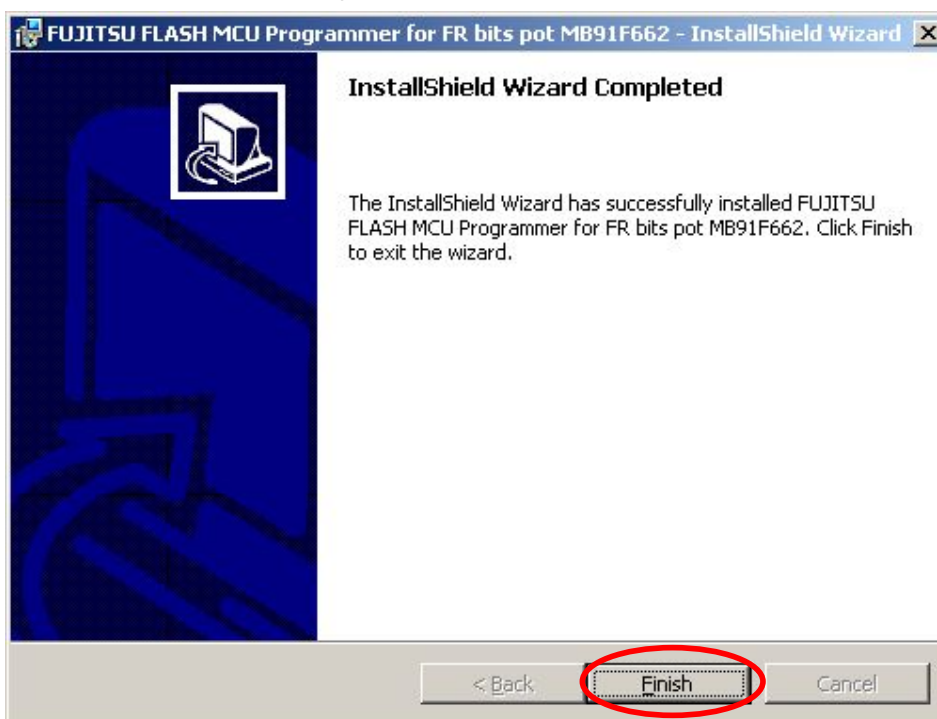 FUJITSU FLASH MCU Programmer for FR bits pot MB91F662 - InstallShield Wizard
InstallShield Wizard Completed
The InstallShield Wizard has successfully installed FUJITSU
FLASH MCU Programmer for FR bits pot MB91F662. Click Finish
to exit the wizard.
< Back
Finish
Cancel